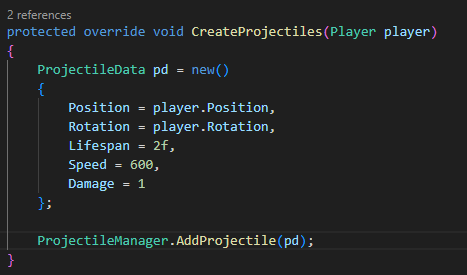 2 references
protected override void CreateProjectiles(Player player)
{
    ProjectileData pd = new()
    {
        Position = player.Position,
        Rotation = player.Rotation,
        Lifespan = 2f,
        Speed = 600,
        Damage = 1
    };

    ProjectileManager.AddProjectile(pd);
}